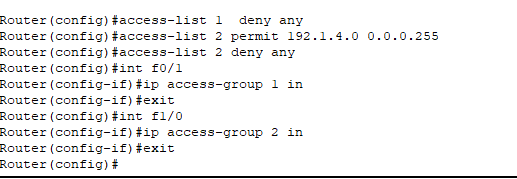 Router(config)#access-list 1  deny any
Router(config)#access-list 2 permit 192.1.4.0 0.0.0.255
Router(config)#access-list 2 deny any
Router(config)#int f0/1
Router(config-if)#ip access-group 1 in
Router(config-if)#exit
Router(config)#int f1/0
Router(config-if)#ip access-group 2 in
Router(config-if)#exit
Router(config)#